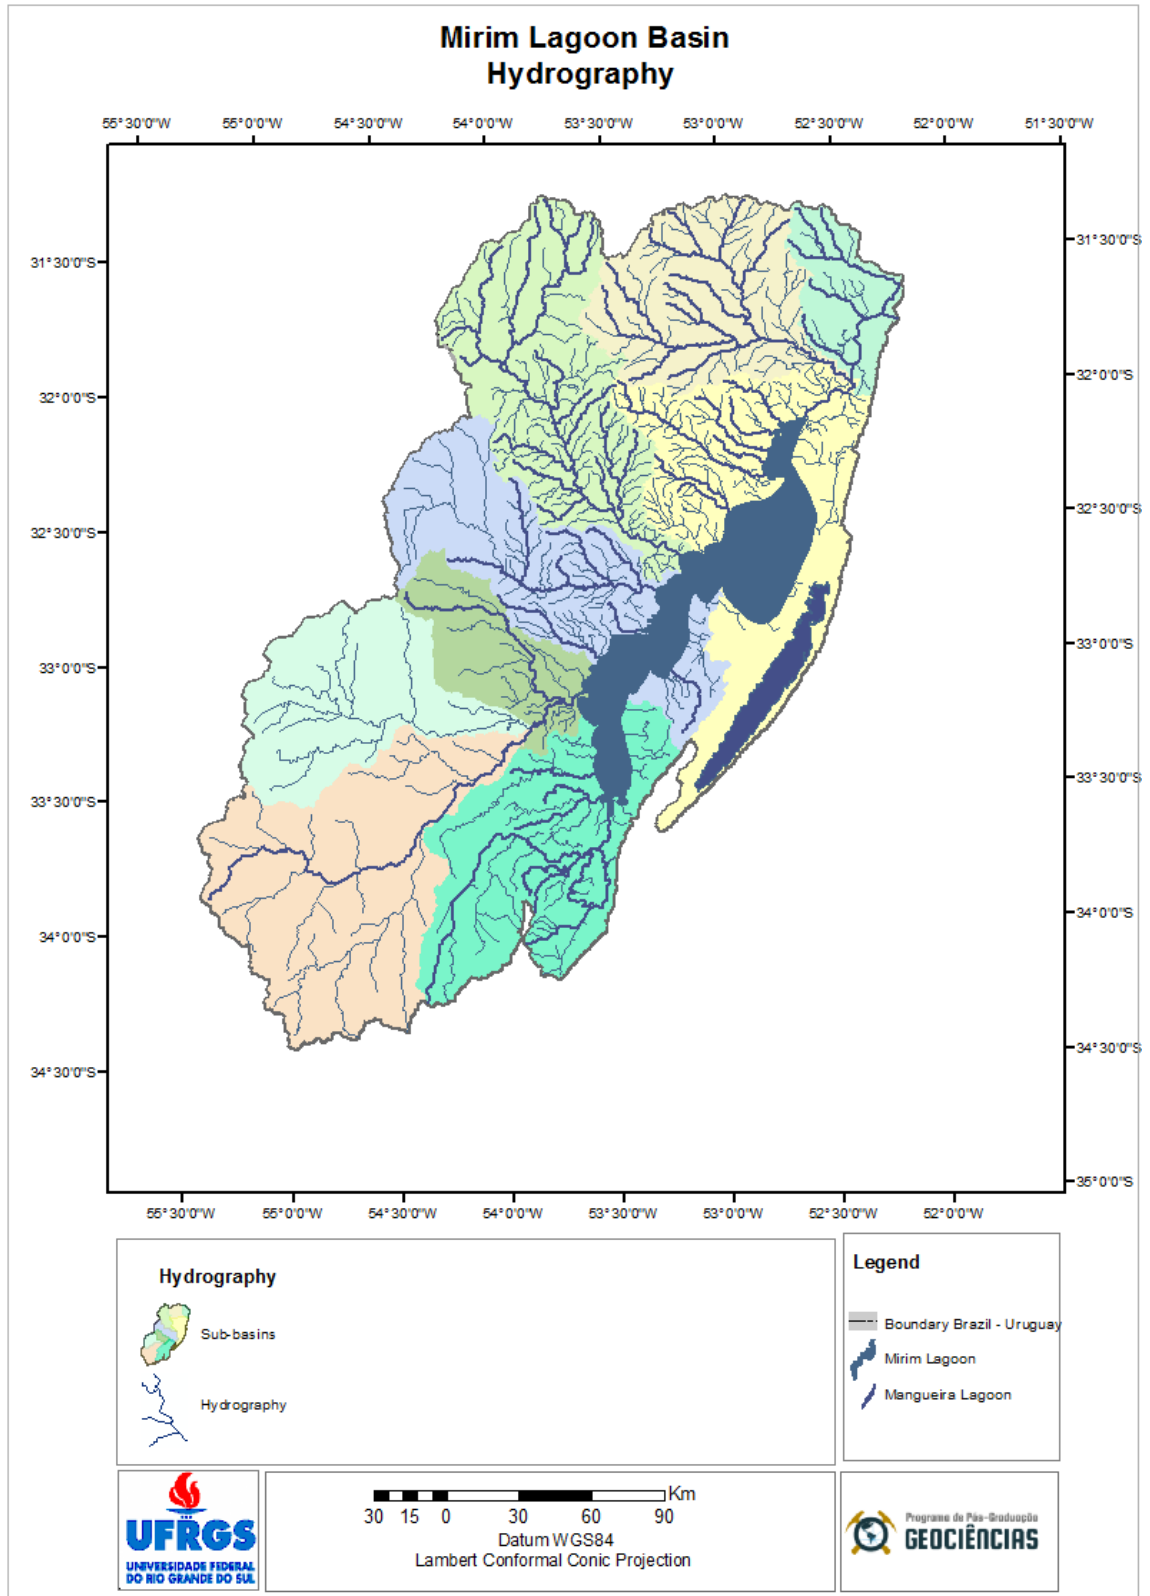 Mirim Lagoon Basin
Hydrography
55°30'0"W 55°0'0"W 54°30'0"W 54°0'0"W 53°30'0"W 53°0'0"W 52°30'0"W 52°0'0"W 51°30'0"W
31°30'0"S 31°30'0"S
32°0'0"S 32°0'0"S
32°30'0"S 32°30'0"S
33°0'0"S 33°0'0"S
33°30'0"S 33°30'0"S
34°0'0"S 34°0'0"S
34°30'0"S 34°30'0"S
35°0'0"S
55°30'0"W 55°0'0"W 54°30'0"W 54°0'0"W 53°30'0"W 53°0'0"W 52°30'0"W 52°0'0"W
Hydrography
Sub-basins
Hydrography
Legend
Boundary Brazil - Uruguay
Mirim Lagoon
Mangueira Lagoon
UFRGS
UNIVERSIDADE FEDERAL
DO RIO GRANDE DO SUL
Km
30 15 0 30 60 90
Datum WGS84
Lambert Conformal Conic Projection
Programa de Pós-Graduação
GEOCIÊNCIAS